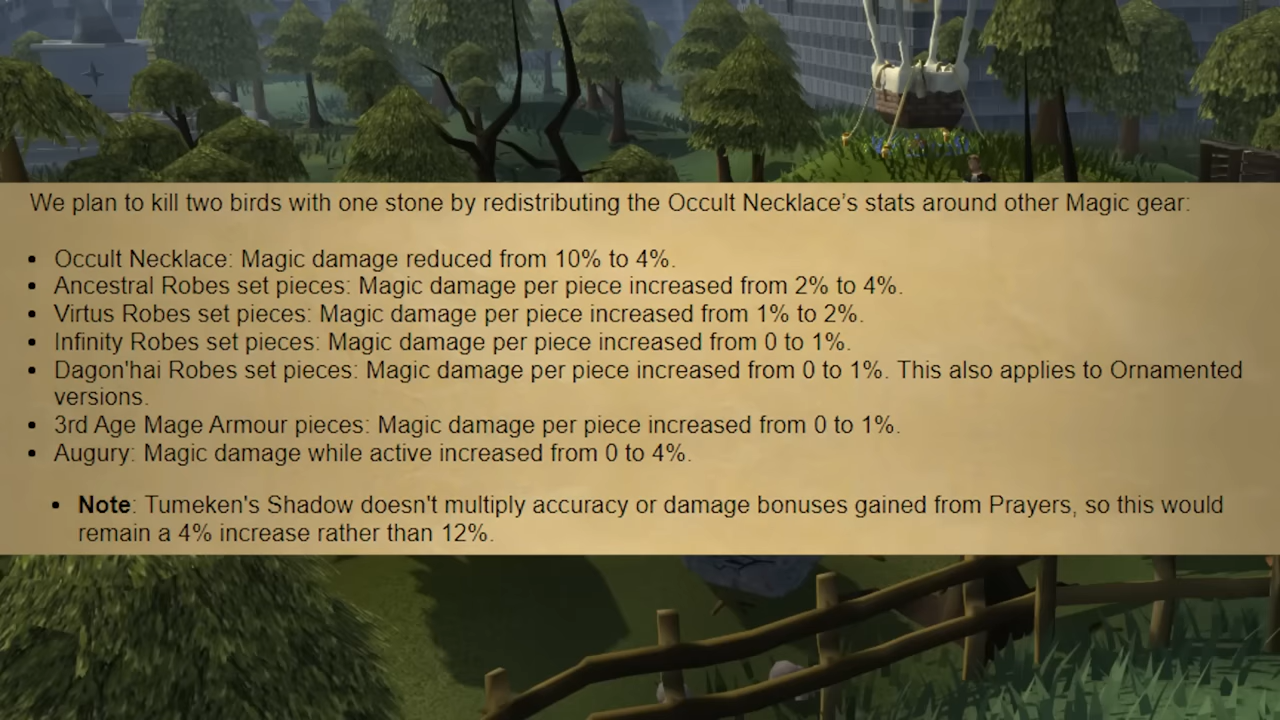 We plan to kill two birds with one stone by redistributing the Occult Necklace's stats around other Magic gear:
• Occult Necklace: Magic damage reduced from 10% to 4%.
• Ancestral Robes set pieces: Magic damage per piece increased from 2% to 4%.
• Virtus Robes set pieces: Magic damage per piece increased from 1% to 2%.
• Infinity Robes set pieces: Magic damage per piece increased from 0 to 1%.
• Dagon'hai Robes set pieces: Magic damage per piece increased from 0 to 1%. This also applies to Ornamented
versions.
• 3rd Age Mage Armour pieces: Magic damage per piece increased from 0 to 1%.
• Augury: Magic damage while active increased from 0 to 4%.
• Note: Tumeken's Shadow doesn't multiply accuracy or damage bonuses gained from Prayers, so this would
remain a 4% increase rather than 12%.